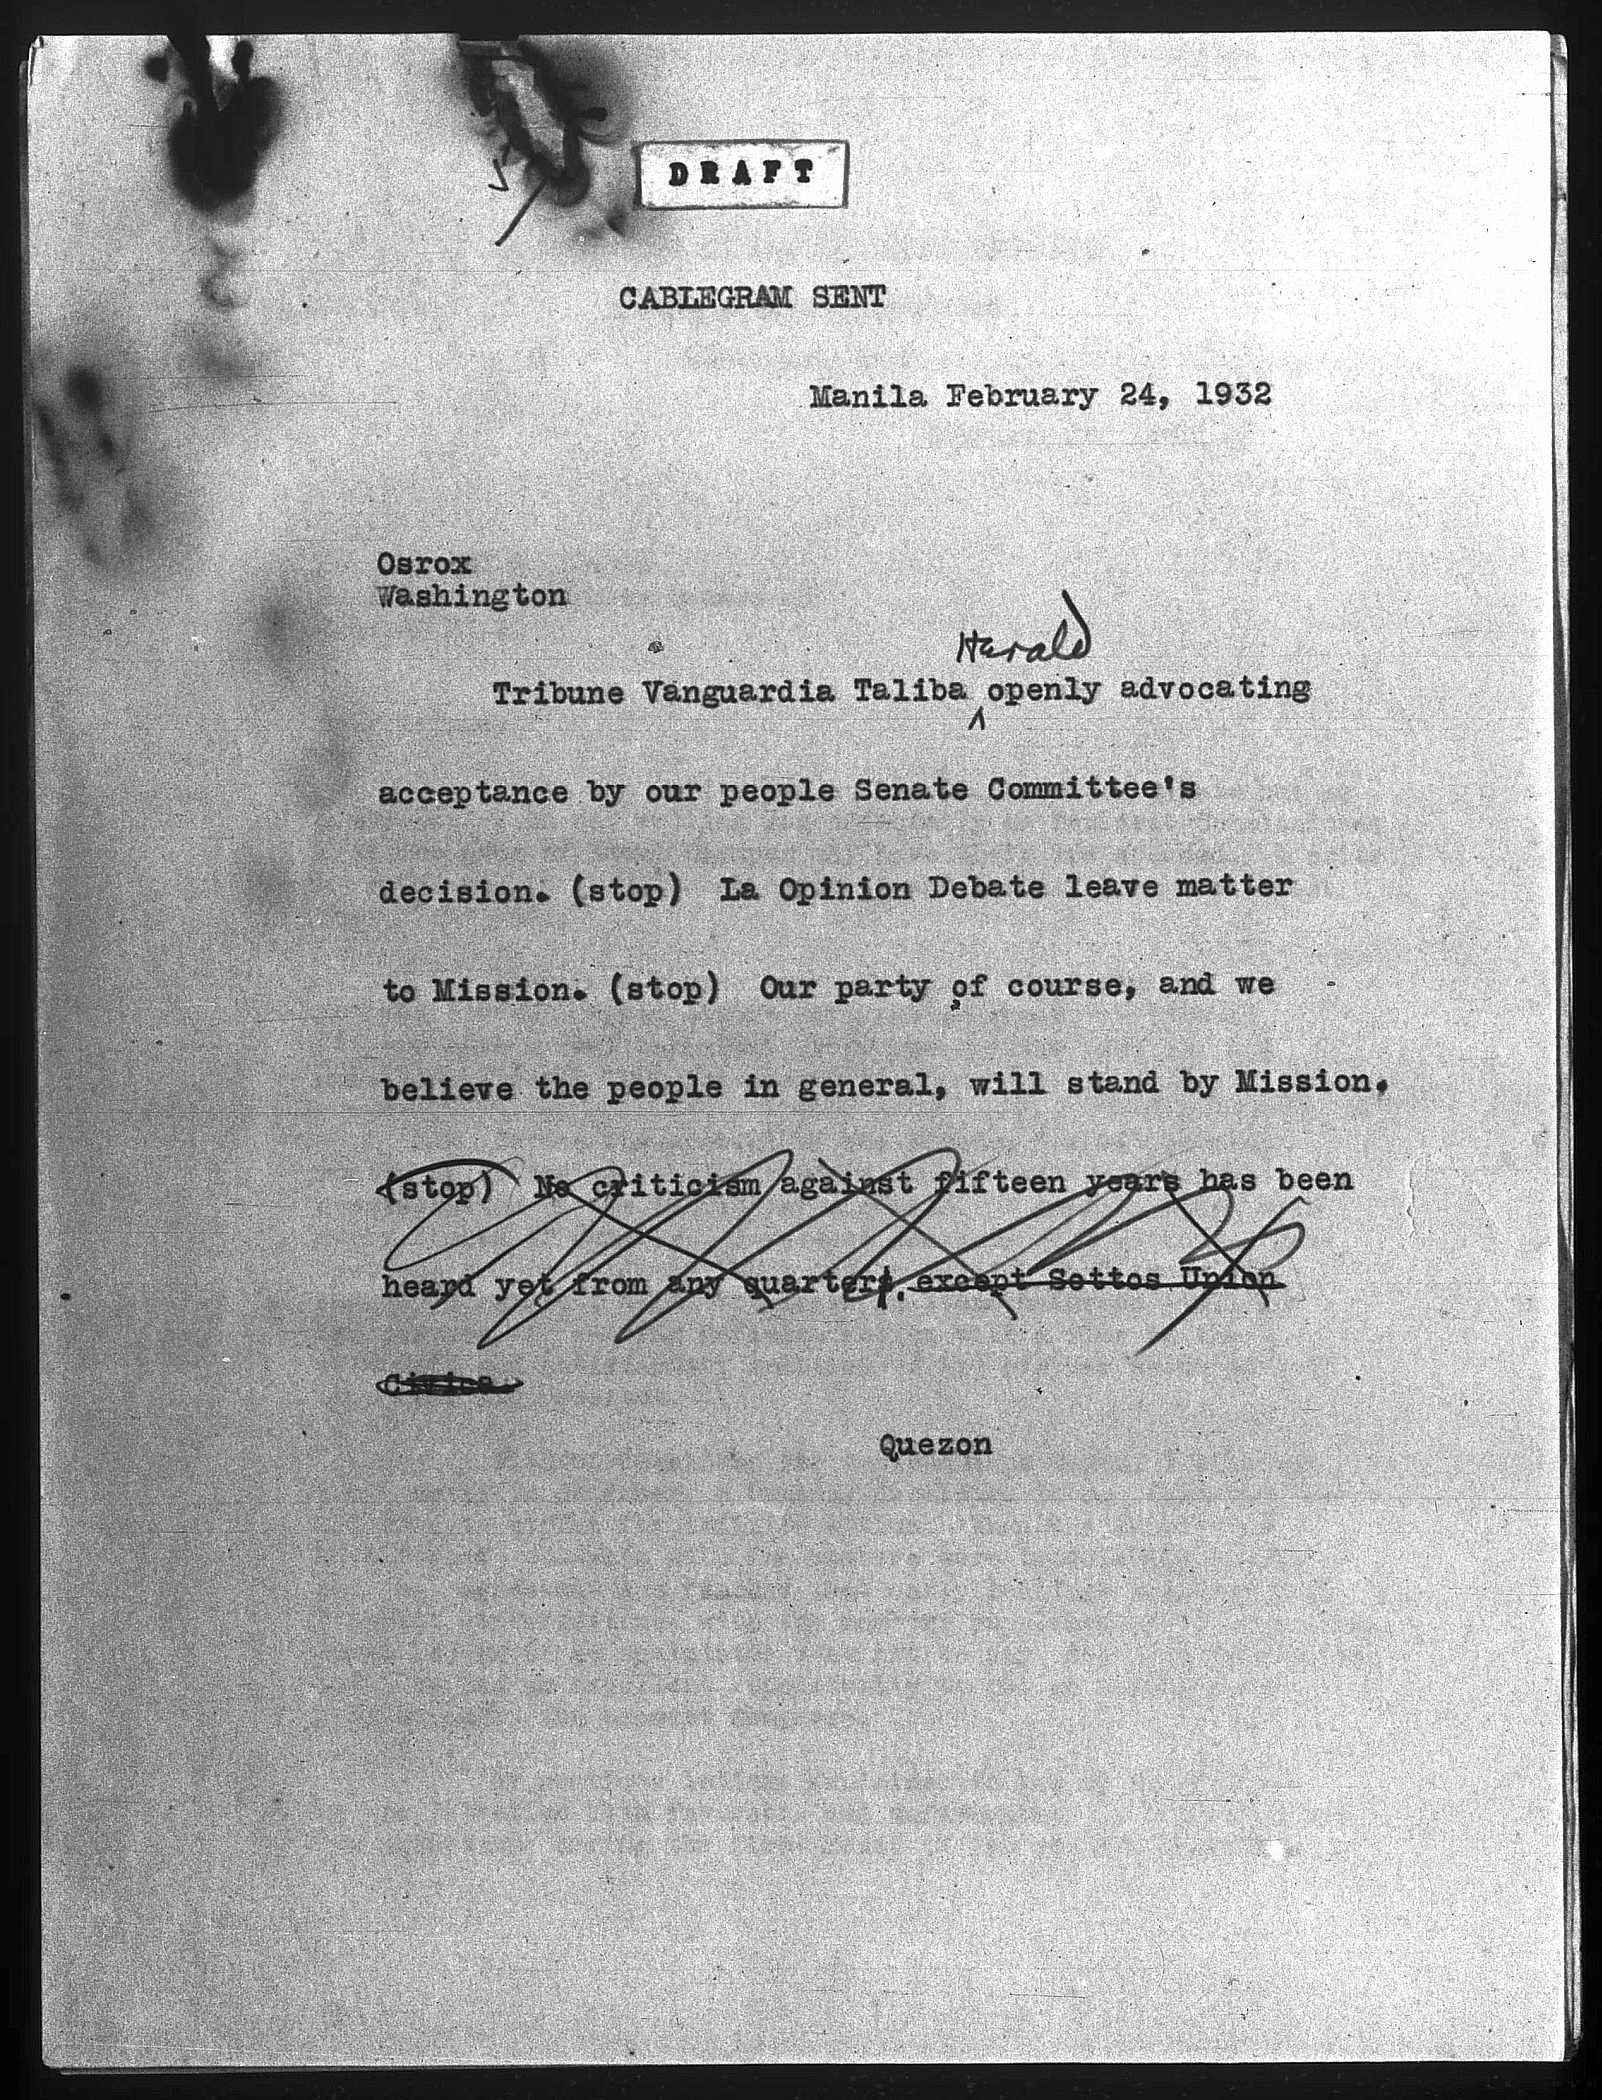 DRAFT
CABLEGRAM SENT
Manila February 24, 1932
Osrox
Washington
Herald
Tribune Vanguardia Taliba openly advocating
acceptance by our people Senate Committee's
decision. (stop) La Opinion Debate leave matter
to Mission. (stop) Our party of course, and we
believe the people in general, will stand by Mission.
(stop) No criticism against fifteen years has been
heard yet from any quarters, except Sottos Union
Civica.
Quezon